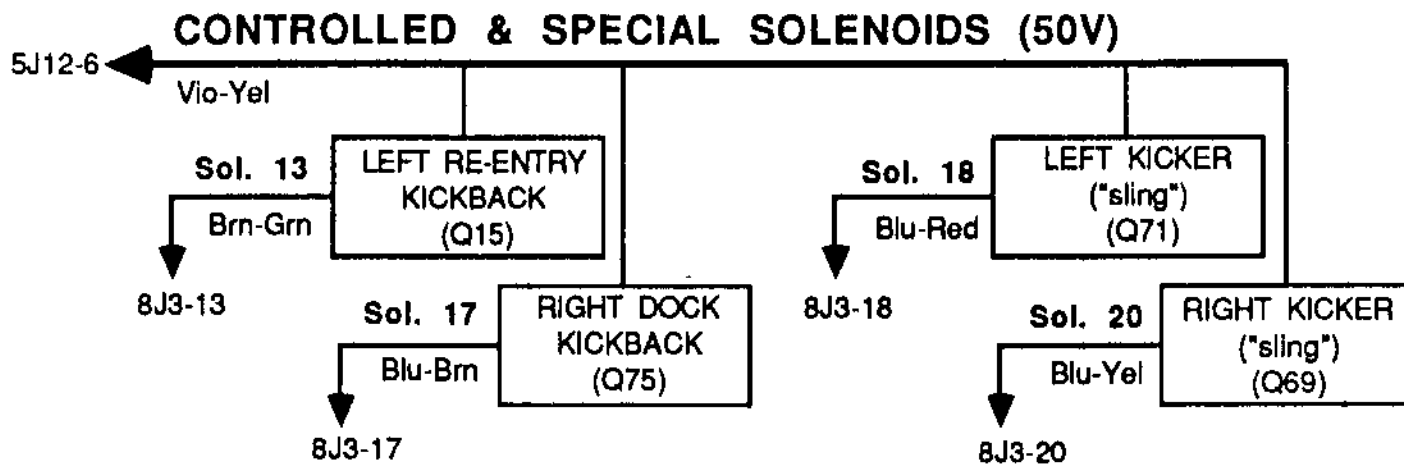 CONTROLLED & SPECIAL SOLENOIDS (50V)
5J12-6
Vio-Yel
Sol. 13
LEFT RE-ENTRY
KICKBACK
(Q15)
Brn-Grn
8J3-13
Sol. 17
RIGHT DOCK
KICKBACK
(Q75)
Blu-Brn
8J3-17
Sol. 18
LEFT KICKER
("sling")
(Q71)
Blu-Red
8J3-18
Sol. 20
RIGHT KICKER
("sling")
(Q69)
Blu-Yel
8J3-20